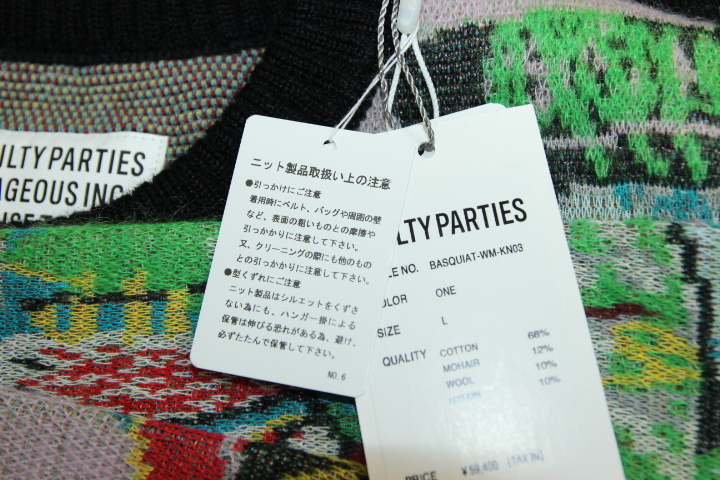 ILTY PARTIES
AGEOUS INC
ニット製品取扱い上の注意
●引っかけにご注意
着用時にベルト、バッグや周囲の壁
など、表面の粗いものとの摩擦や
引っかかりに注意して下さい。
又、クリーニングの際にも他のもの
との引っかかりに注意して下さい。
●型くずれにご注意
ニット製品はシルエットをくずさ
ない為にも、ハンガー掛による
保管は伸びる恐れがある為、避け、
必ずたたんで保管して下さい。
NO. 6
LTY PARTIES
LE NO. BASQUIAT-WM-KN03
COLOR ONE
SIZE L
QUALITY COTTON 68%
MOHAIR 12%
WOOL 10%
NYLON 10%
PRICE ¥59,400 [TAX IN]